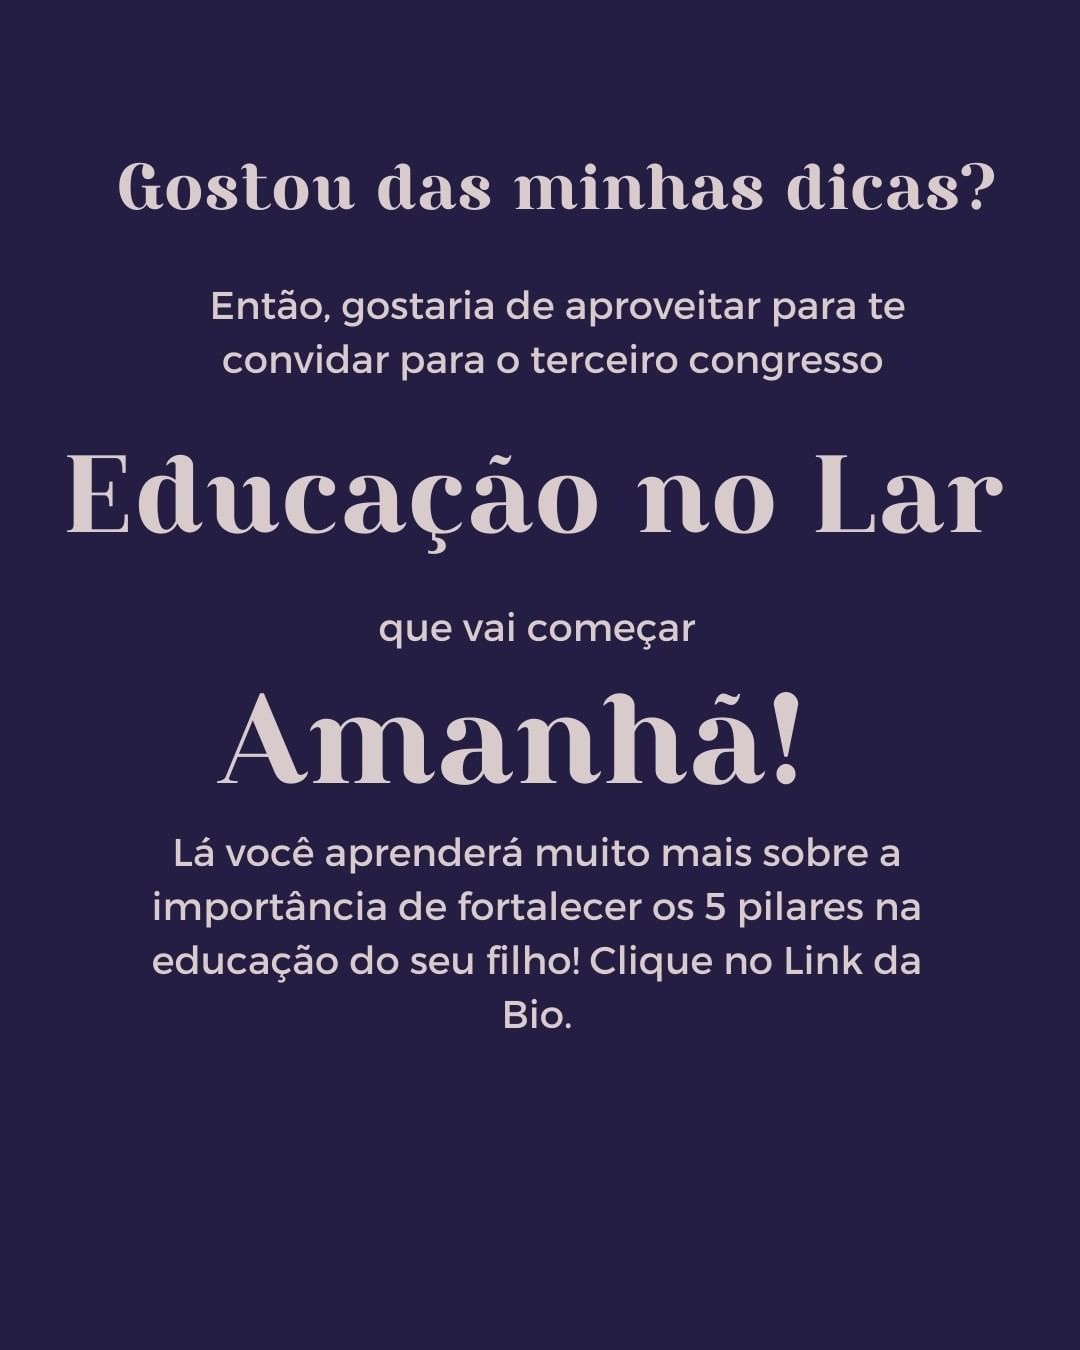 Gostou das minhas dicas?
Então, gostaria de aproveitar para te
convidar para o terceiro congresso
Educação no Lar
que vai começar
Amanhã!
Lá você aprenderá muito mais sobre a
importância de fortalecer os 5 pilares na
educação do seu filho! Clique no Link da
Bio.